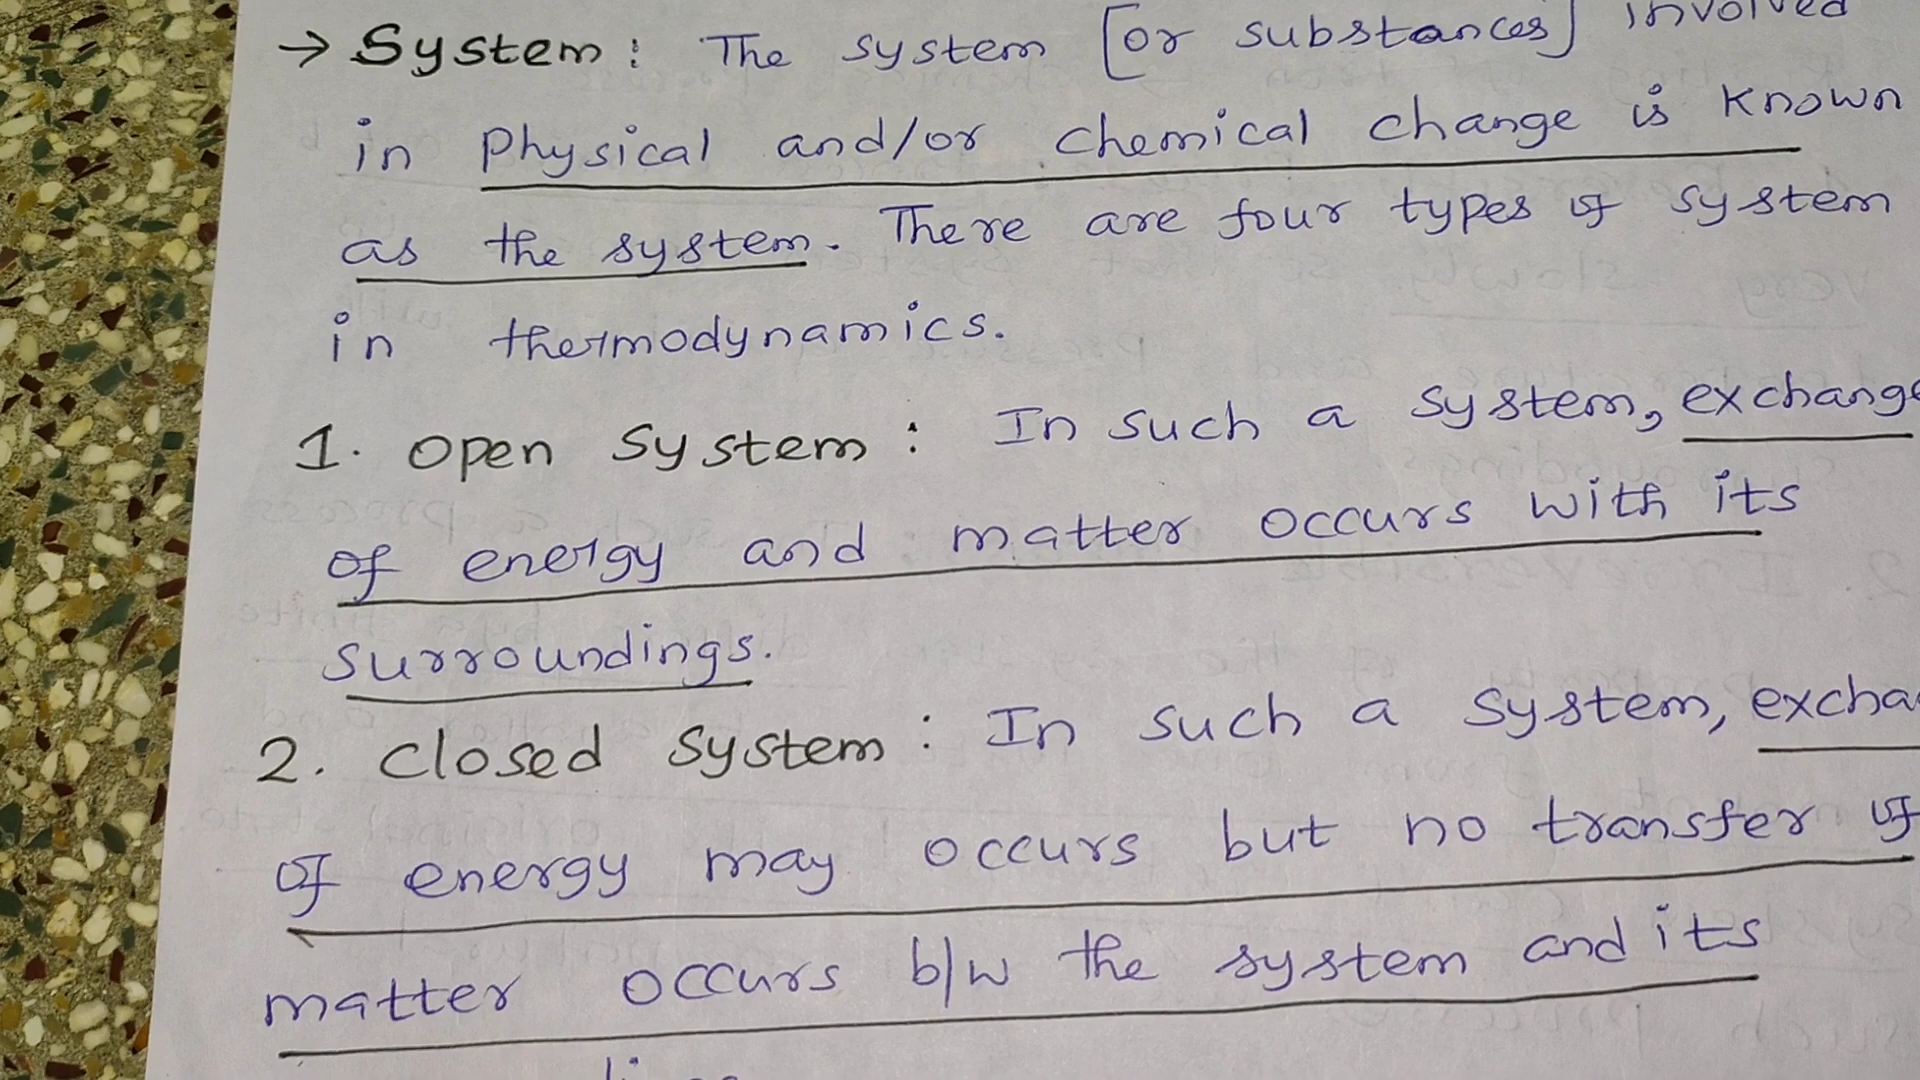 → System : The system [or substances] involved
in Physical and/or chemical change is known
as the system. There are four types of system
in thermodynamics.
1. Open System : In such a system, exchange
of energy and matter occurs with its
surroundings.
2. Closed System : In such a system, excha
of energy may occurs but no transfer of
matter occurs b/w the system and its